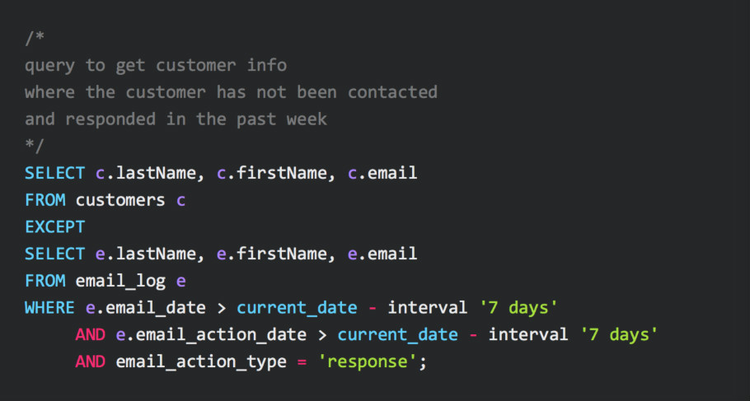 /*
query to get customer info
where the customer has not been contacted
and responded in the past week
*/
SELECT c.lastName, c.firstName, c.email
FROM customers c
EXCEPT
SELECT e.lastName, e.firstName, e.email
FROM email_log e
WHERE e.email_date > current_date - interval '7 days'
     AND e.email_action_date > current_date - interval '7 days'
     AND email_action_type = 'response';